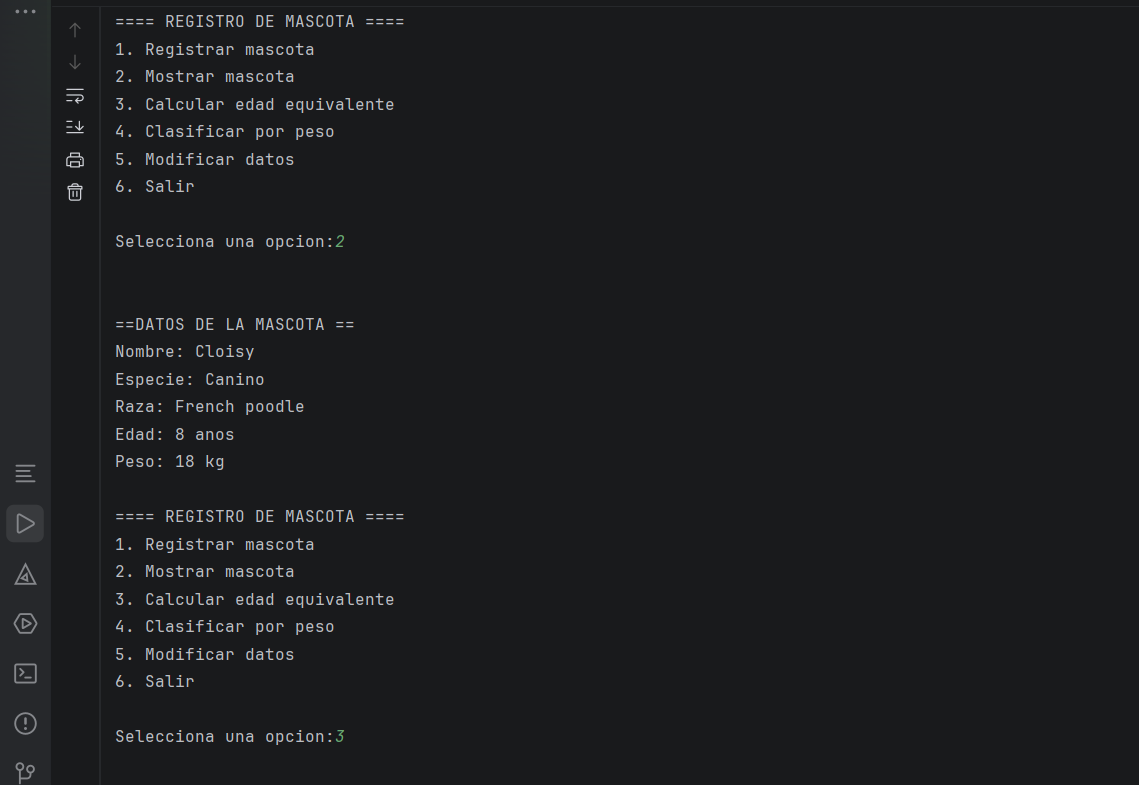 ==== REGISTRO DE MASCOTA ====
1. Registrar mascota
2. Mostrar mascota
3. Calcular edad equivalente
4. Clasificar por peso
5. Modificar datos
6. Salir
Selecciona una opcion:2
==DATOS DE LA MASCOTA ==
Nombre: Cloisy
Especie: Canino
Raza: French poodle
Edad: 8 anos
Peso: 18 kg
==== REGISTRO DE MASCOTA ====
1. Registrar mascota
2. Mostrar mascota
3. Calcular edad equivalente
4. Clasificar por peso
5. Modificar datos
6. Salir
Selecciona una opcion:3